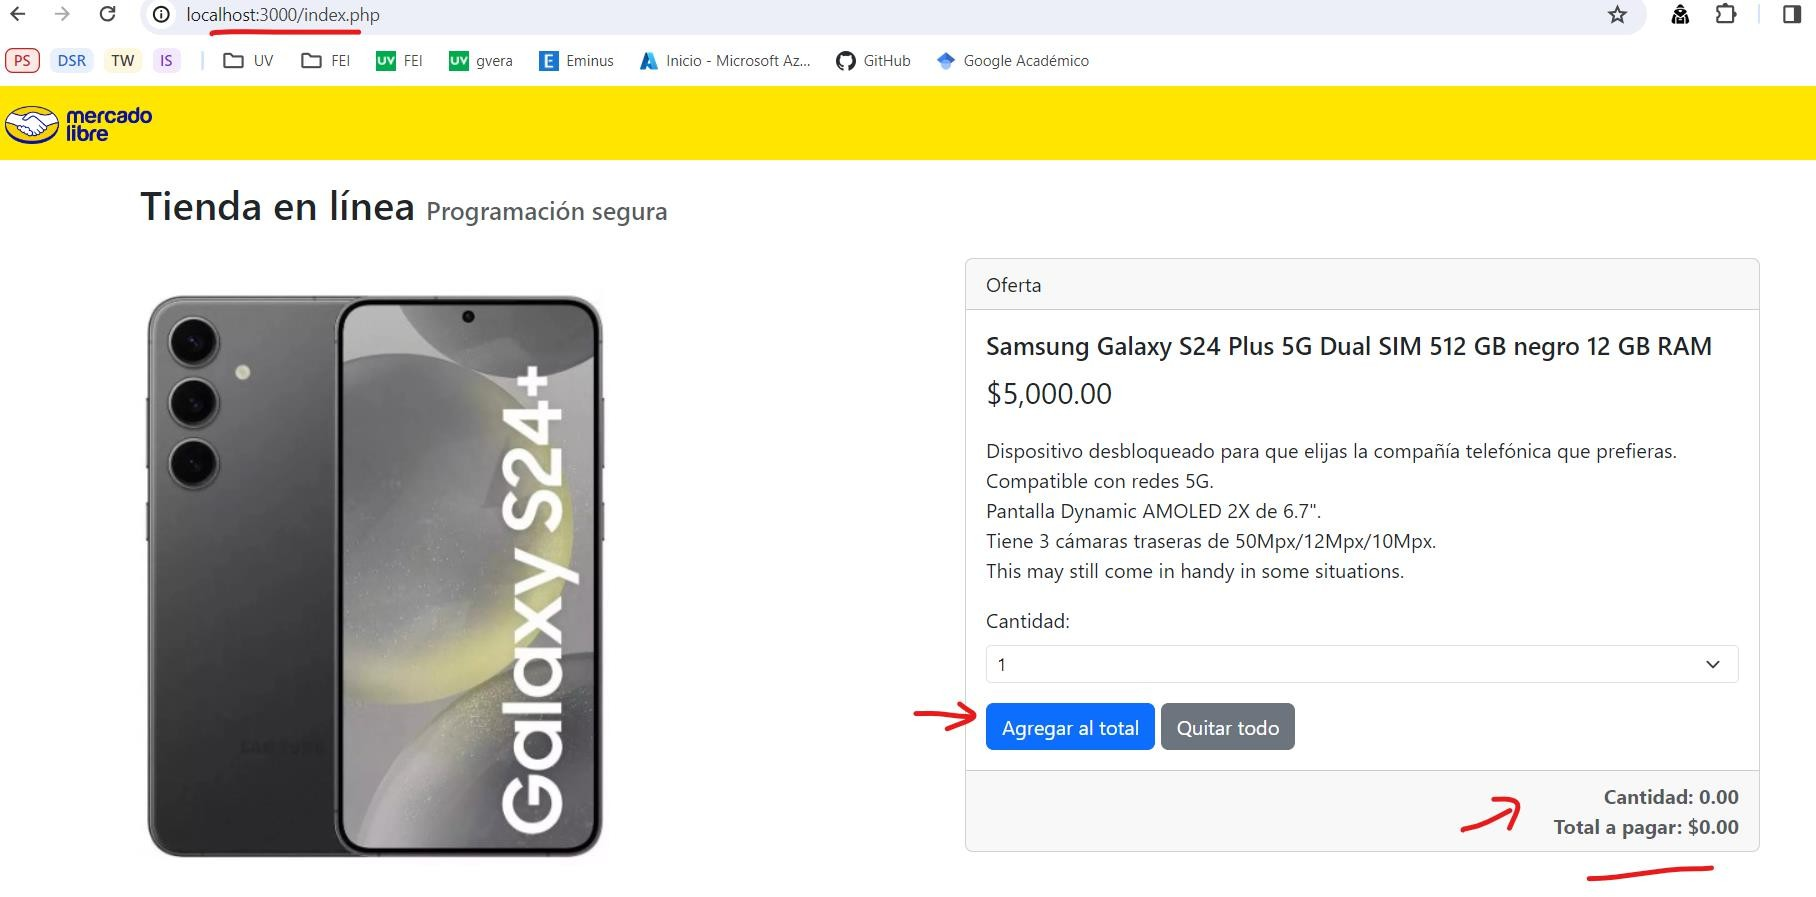 localhost:3000/index.php
PS DSR TW IS UV FEI UV FEI UV gvera E Eminus Inicio - Microsoft Az... GitHub Google Académico
mercado
libre
Tienda en línea Programación segura
Galaxy S24+
SAMSUNG
Oferta
Samsung Galaxy S24 Plus 5G Dual SIM 512 GB negro 12 GB RAM
$5,000.00
Dispositivo desbloqueado para que elijas la compañía telefónica que prefieras.
Compatible con redes 5G.
Pantalla Dynamic AMOLED 2X de 6.7".
Tiene 3 cámaras traseras de 50Mpx/12Mpx/10Mpx.
This may still come in handy in some situations.
Cantidad:
1
Agregar al total Quitar todo
Cantidad: 0.00
Total a pagar: $0.00